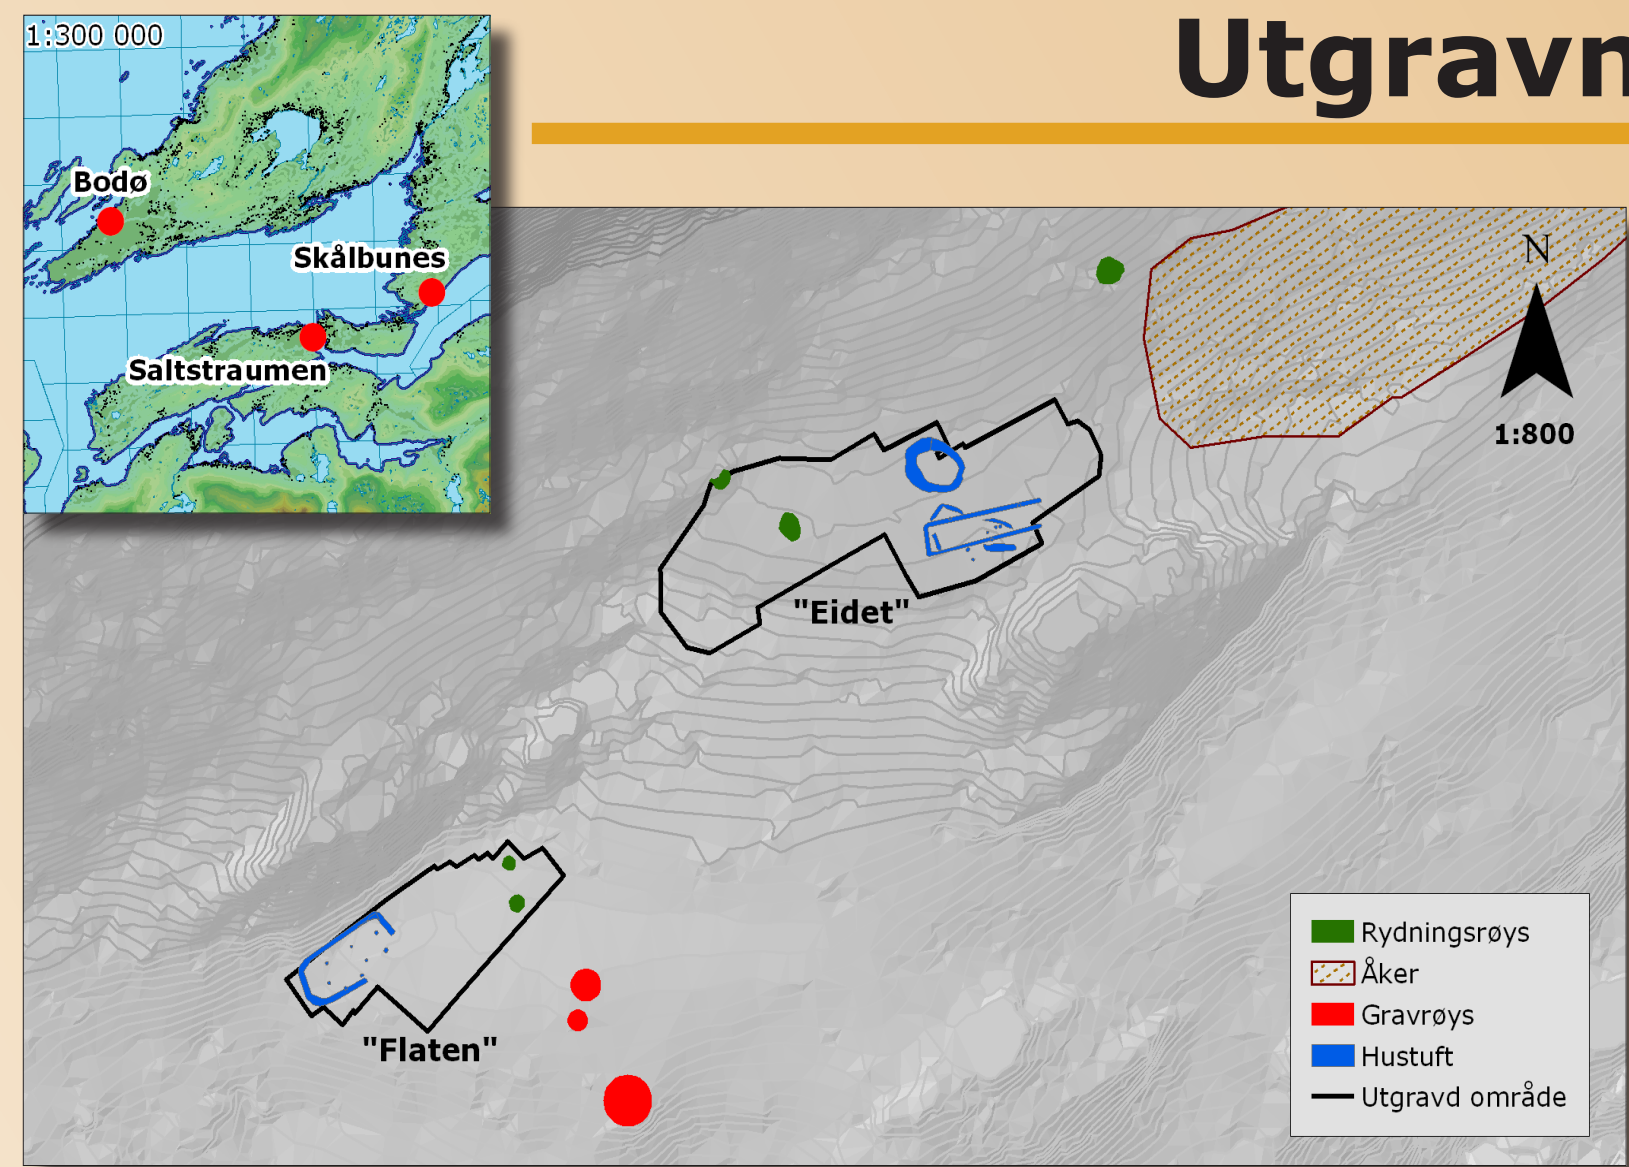 Utgravn
1:300 000
Bodø
Skålbunes
Saltstraumen
N
1:800
"Eidet"
"Flaten"
Rydningsrøys
Åker
Gravrøys
Hustuft
Utgravd område